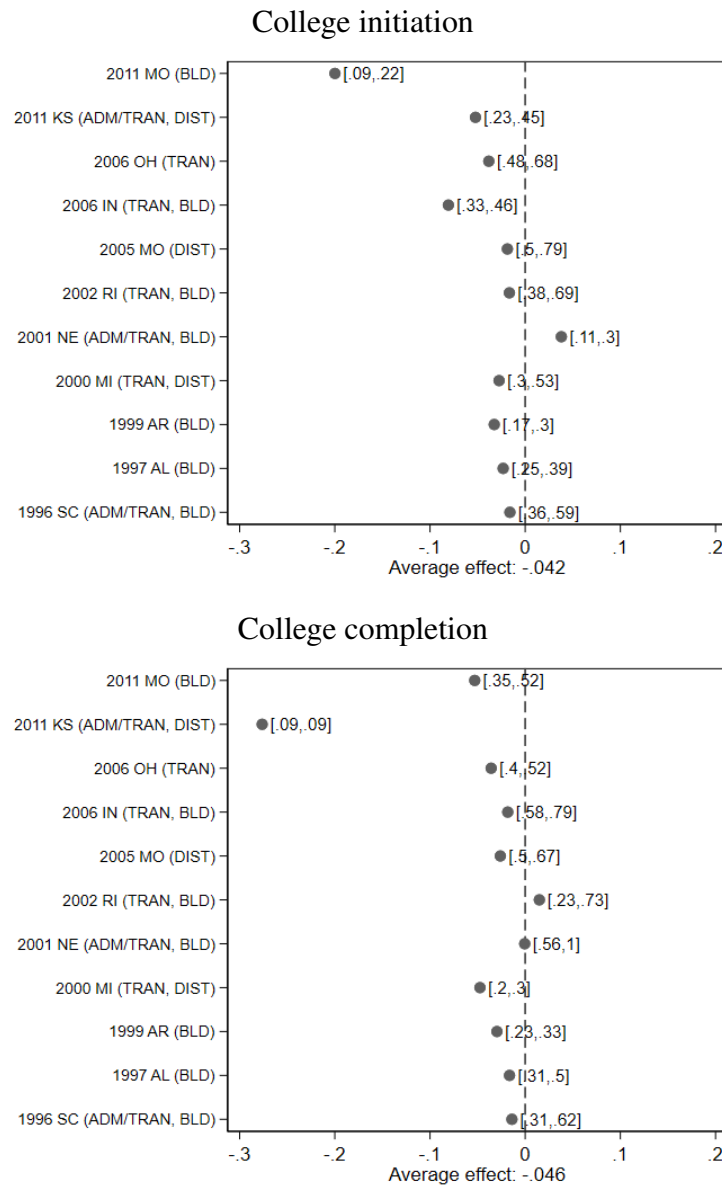 College initiation
2011 MO (BLD) [.09,.22]
2011 KS (ADM/TRAN, DIST) [.23,.45]
2006 OH (TRAN) [.48,.68]
2006 IN (TRAN, BLD) [.33,.46]
2005 MO (DIST) [.5,.79]
2002 RI (TRAN, BLD) [.38,.69]
2001 NE (ADM/TRAN, BLD) [.11,.3]
2000 MI (TRAN, DIST) [.3,.53]
1999 AR (BLD) [.17,.3]
1997 AL (BLD) [.25,.39]
1996 SC (ADM/TRAN, BLD) [.36,.59]
-.3 -.2 -.1 0 .1 .2
Average effect: -.042
College completion
2011 MO (BLD) [.35,.52]
2011 KS (ADM/TRAN, DIST) [.09,.09]
2006 OH (TRAN) [.4,.52]
2006 IN (TRAN, BLD) [.58,.79]
2005 MO (DIST) [.5,.67]
2002 RI (TRAN, BLD) [.23,.73]
2001 NE (ADM/TRAN, BLD) [.56,1]
2000 MI (TRAN, DIST) [.2,.3]
1999 AR (BLD) [.23,.33]
1997 AL (BLD) [.31,.5]
1996 SC (ADM/TRAN, BLD) [.31,.62]
-.3 -.2 -.1 0 .1 .2
Average effect: -.046